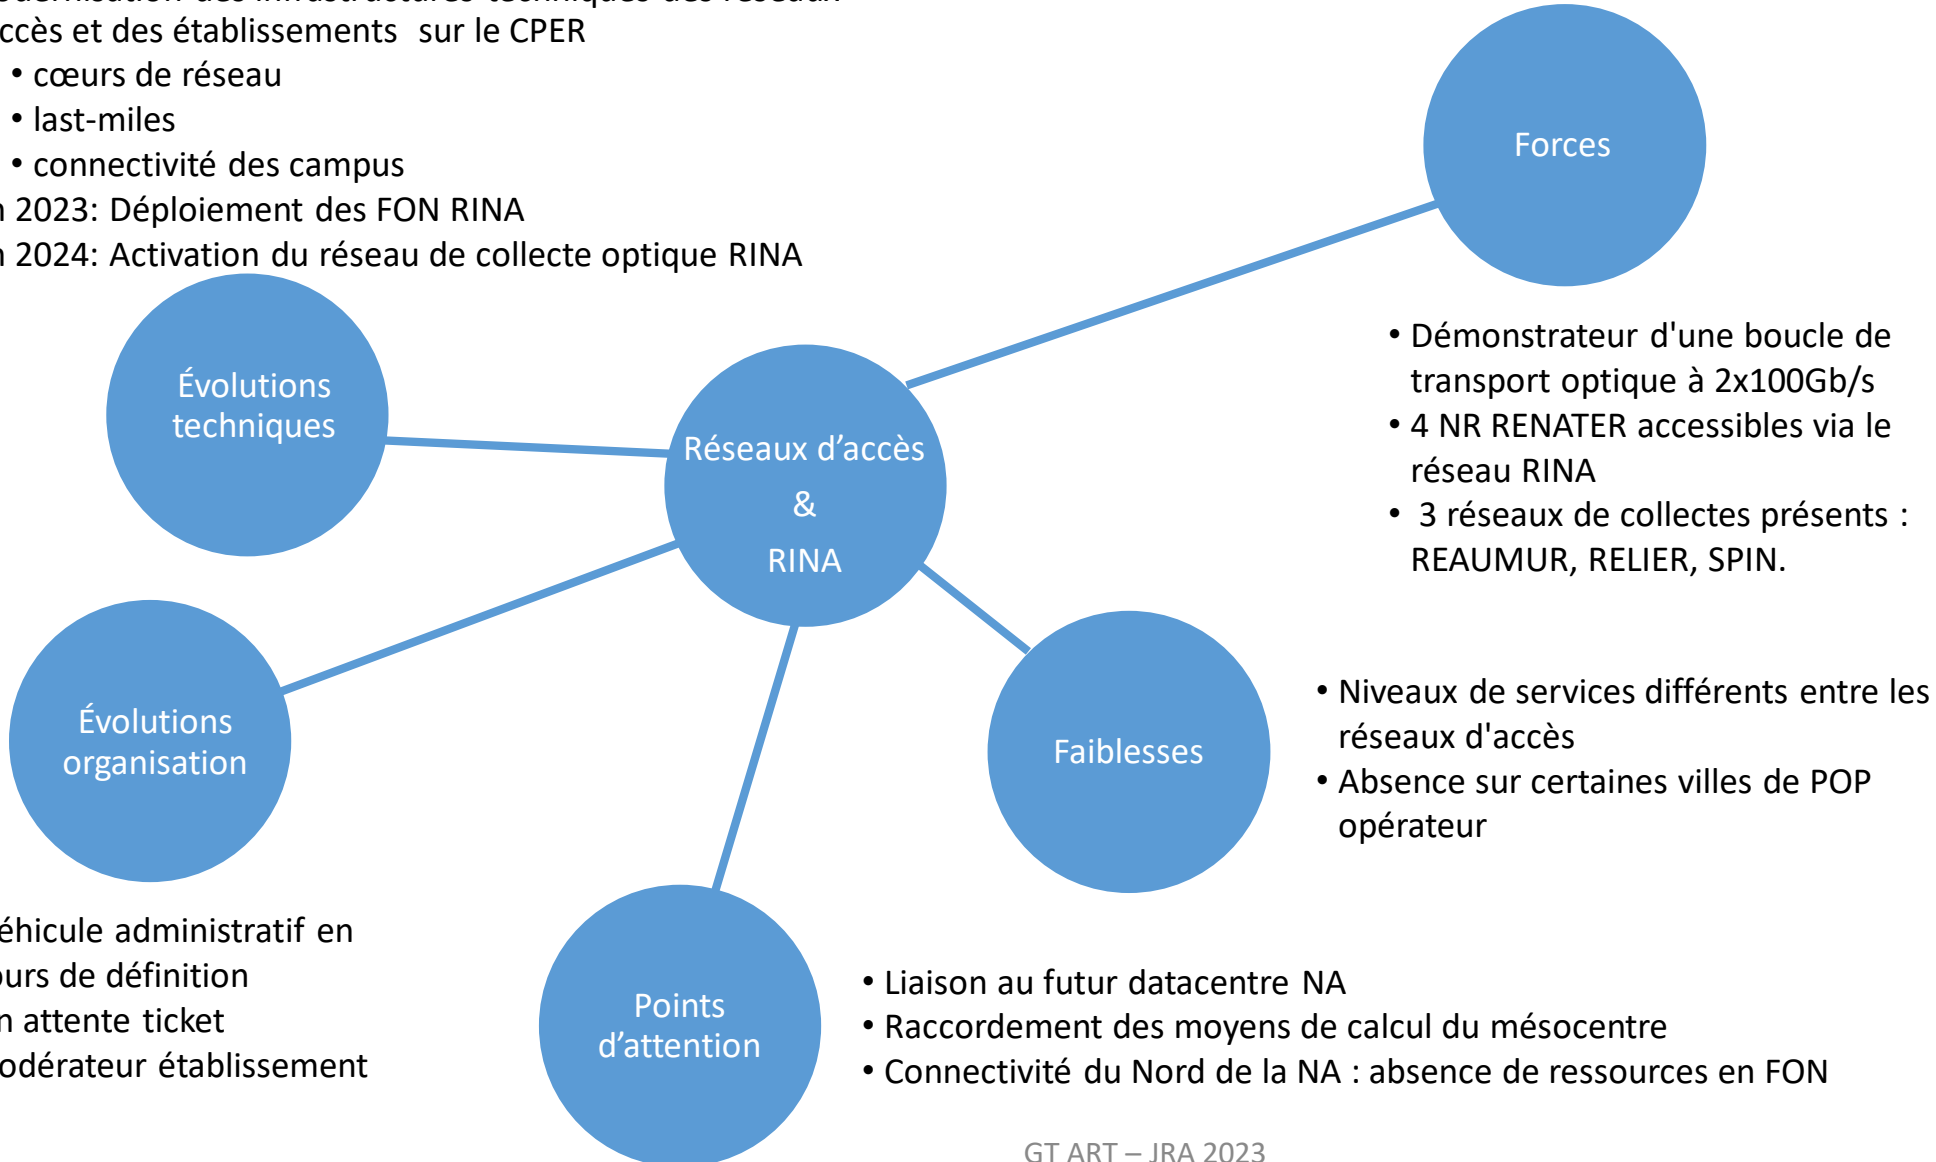 des infrastructures techniques des réseaux
et des établissements sur le CPER
• cœurs de réseau
• last-miles
• connectivité des campus
2023: Déploiement des FON RINA
2024: Activation du réseau de collecte optique RINA
Forces
• Démonstrateur d'une boucle de
transport optique à 2x100Gb/s
• 4 NR RENATER accessibles via le
réseau RINA
• 3 réseaux de collectes présents :
REAUMUR, RELIER, SPIN.
Évolutions
techniques
Réseaux d’accès
&
RINA
Évolutions
organisation
Faiblesses
• Niveaux de services différents entre les
réseaux d'accès
• Absence sur certaines villes de POP
opérateur
administratif en
de définition
attente ticket
établissement
Points
d’attention
• Liaison au futur datacentre NA
• Raccordement des moyens de calcul du mésocentre
• Connectivité du Nord de la NA : absence de ressources en FON
GT ART – JRA 2023